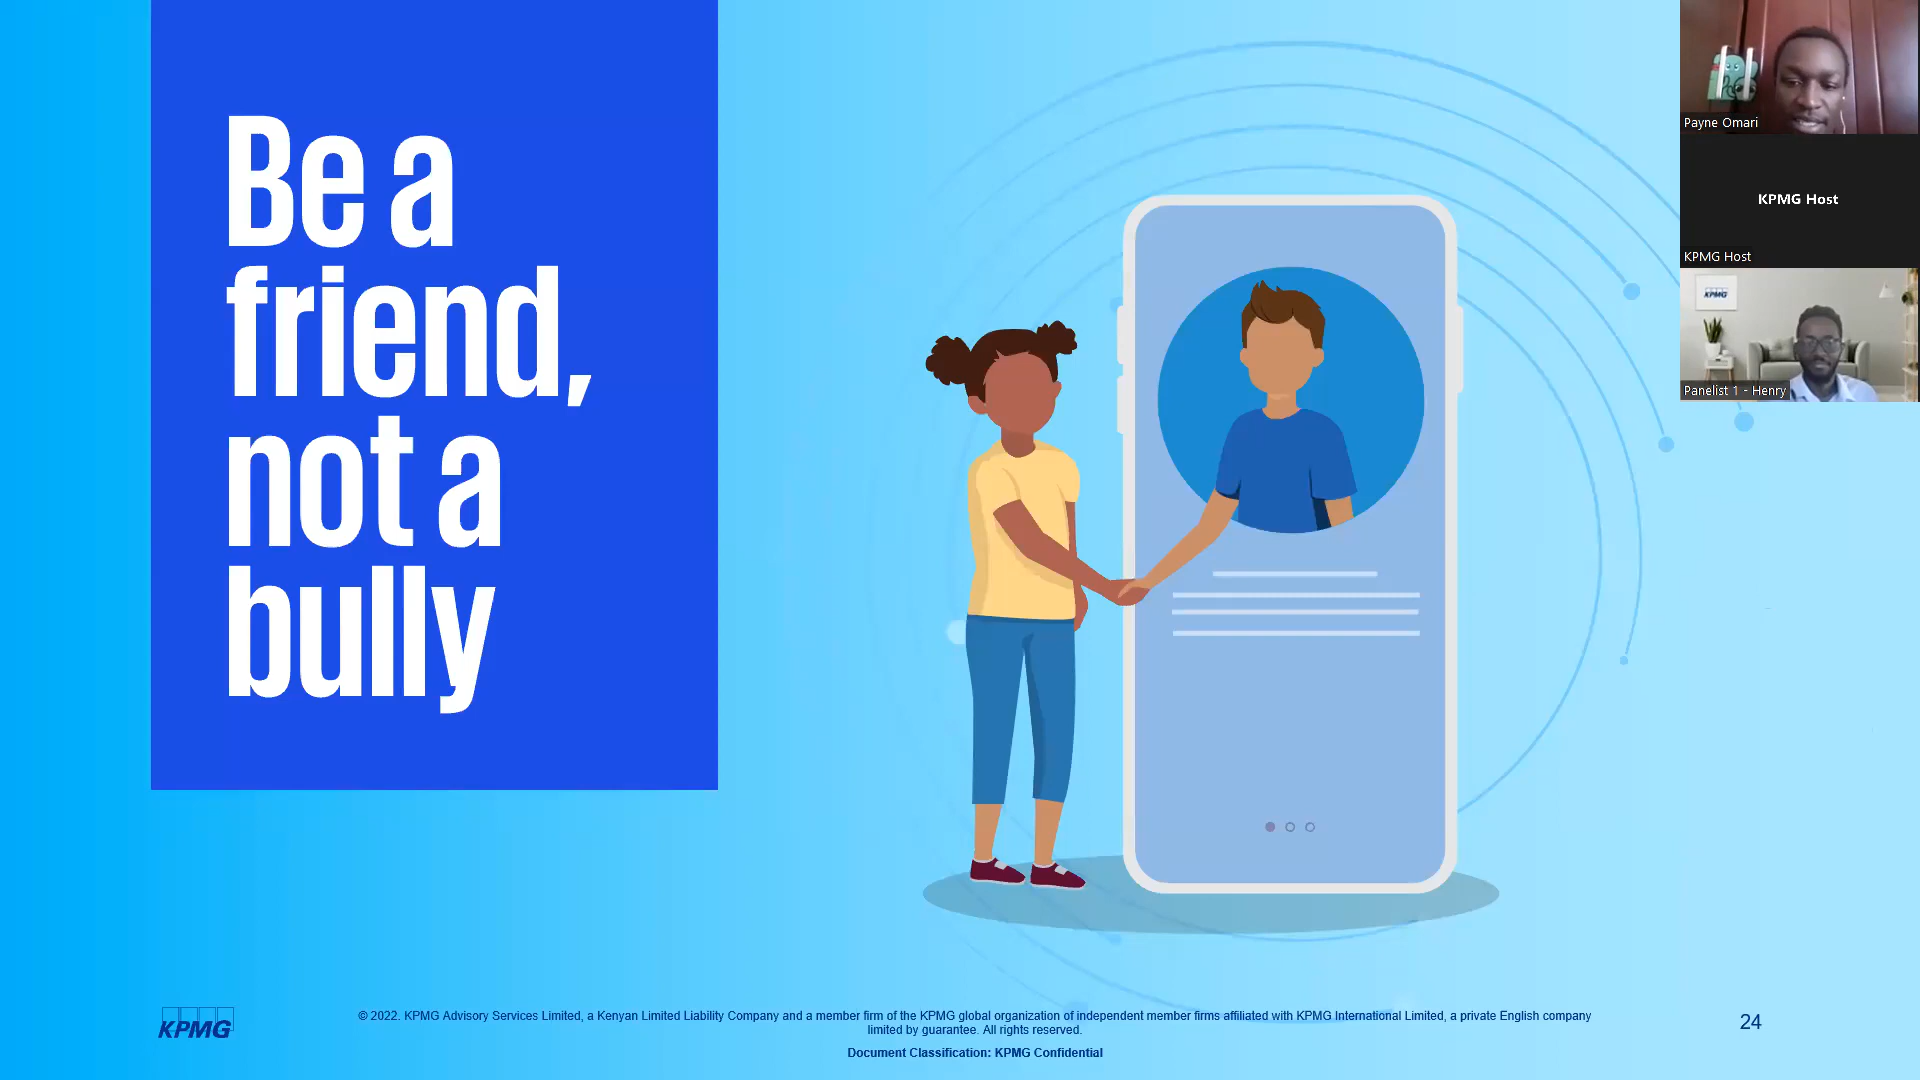 Be a
friend,
not a
bully
Payne Omari
KPMG Host
KPMG Host
KPMG
Panelist 1 - Henry
KPMG
© 2022. KPMG Advisory Services Limited, a Kenyan Limited Liability Company and a member firm of the KPMG global organization of independent member firms affiliated with KPMG International Limited, a private English company
limited by guarantee. All rights reserved.
Document Classification: KPMG Confidential
24